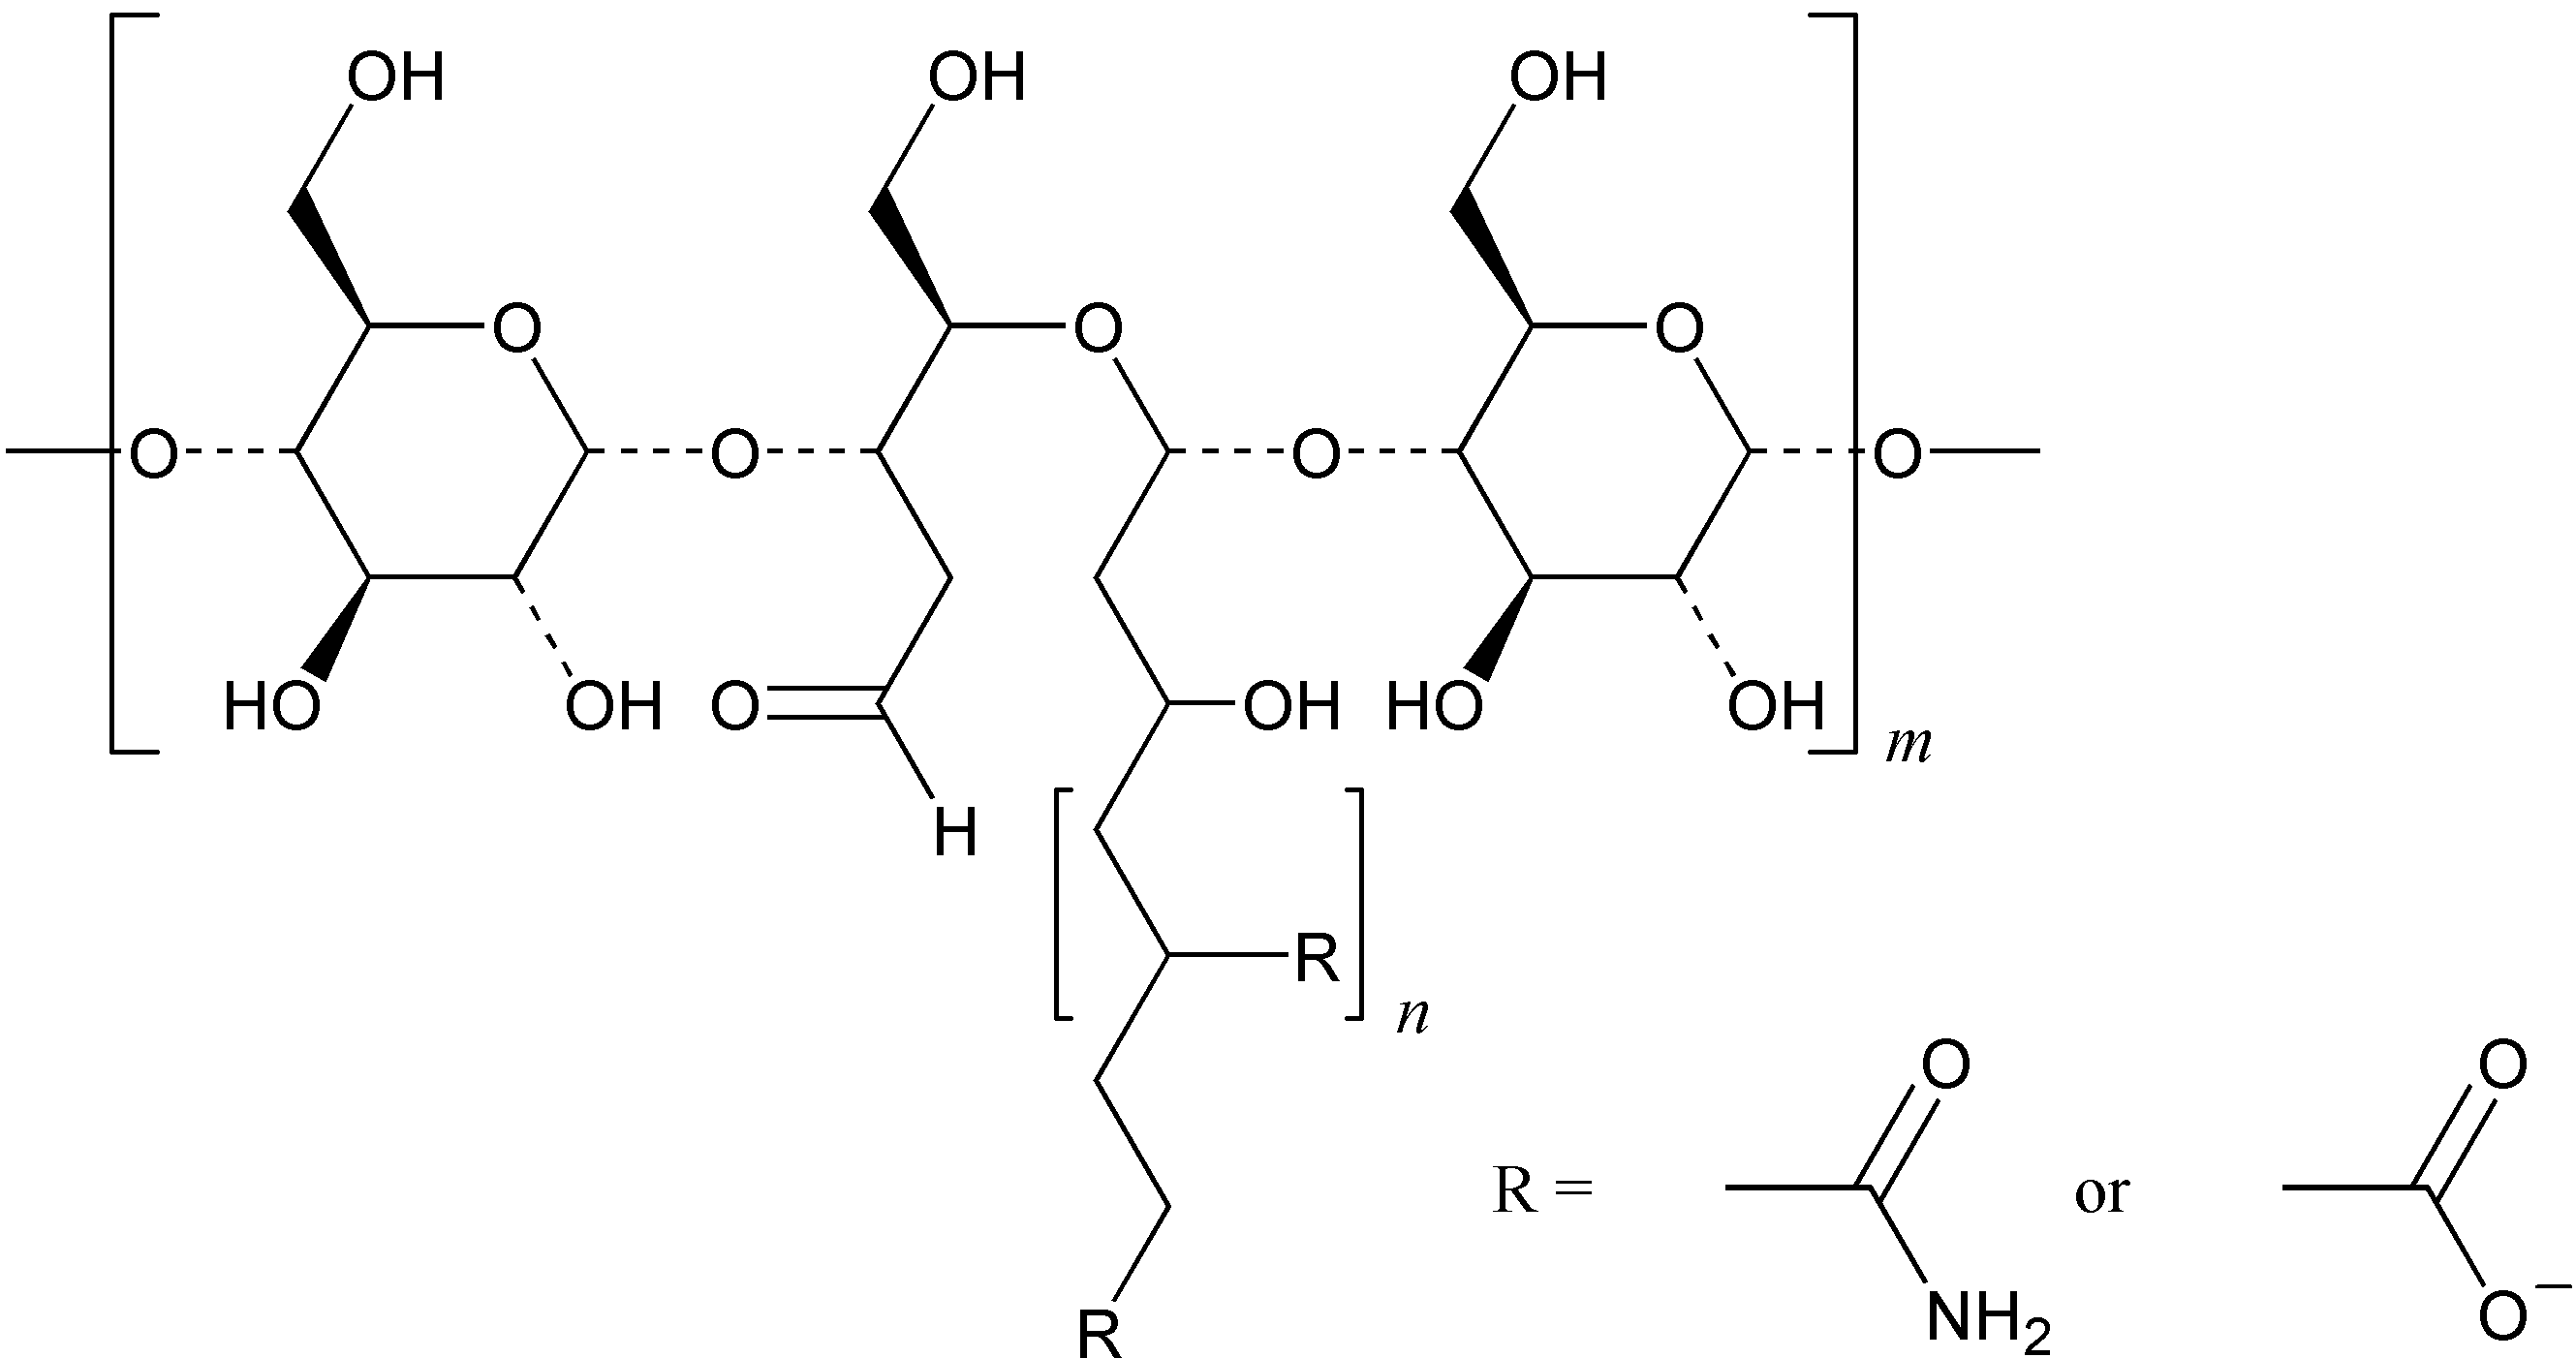 OH OH OH
O O O
O O O O
HO OH O OH HO OH
m
H
R
n
O O
R = or
NH2 O−
R